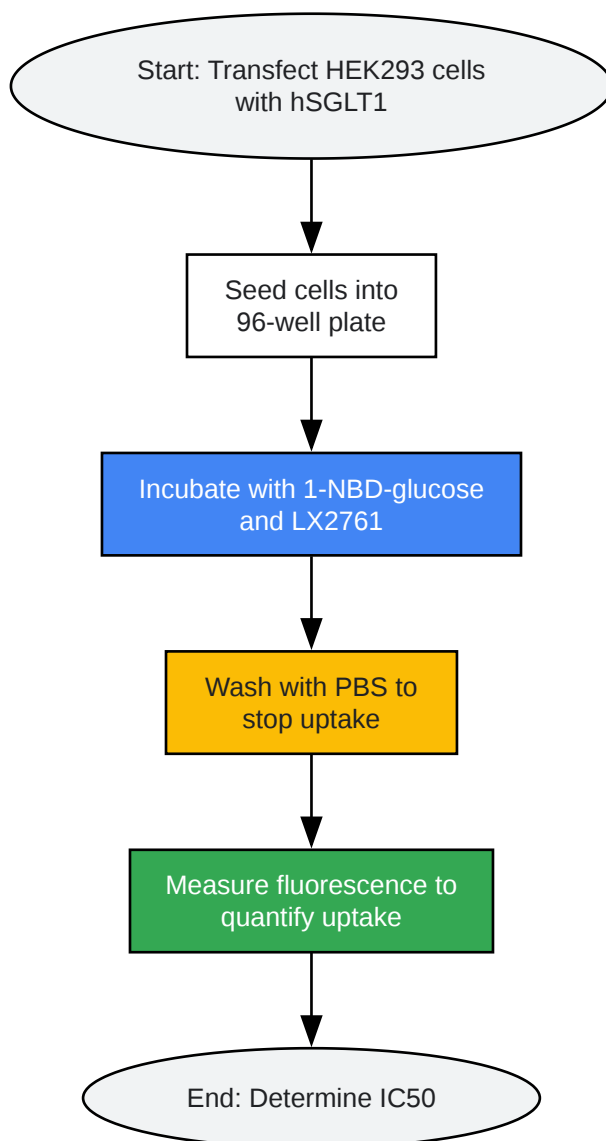 Start: Transfect HEK293 cells
with hSGLT1
Seed cells into
96-well plate
Incubate with 1-NBD-glucose
and LX2761
Wash with PBS to
stop uptake
Measure fluorescence to
quantify uptake
End: Determine IC50